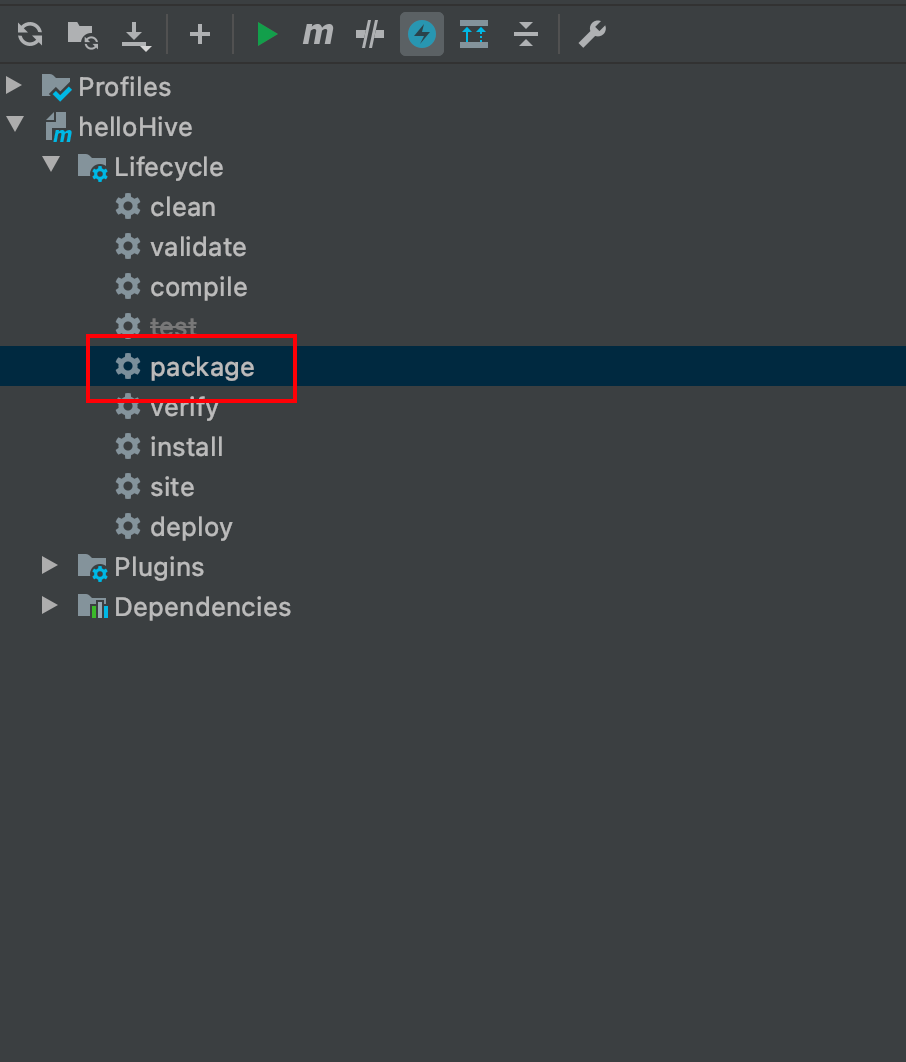 m
Profiles
helloHive
Lifecycle
clean
validate
compile
test
package
verify
install
site
deploy
Plugins
Dependencies